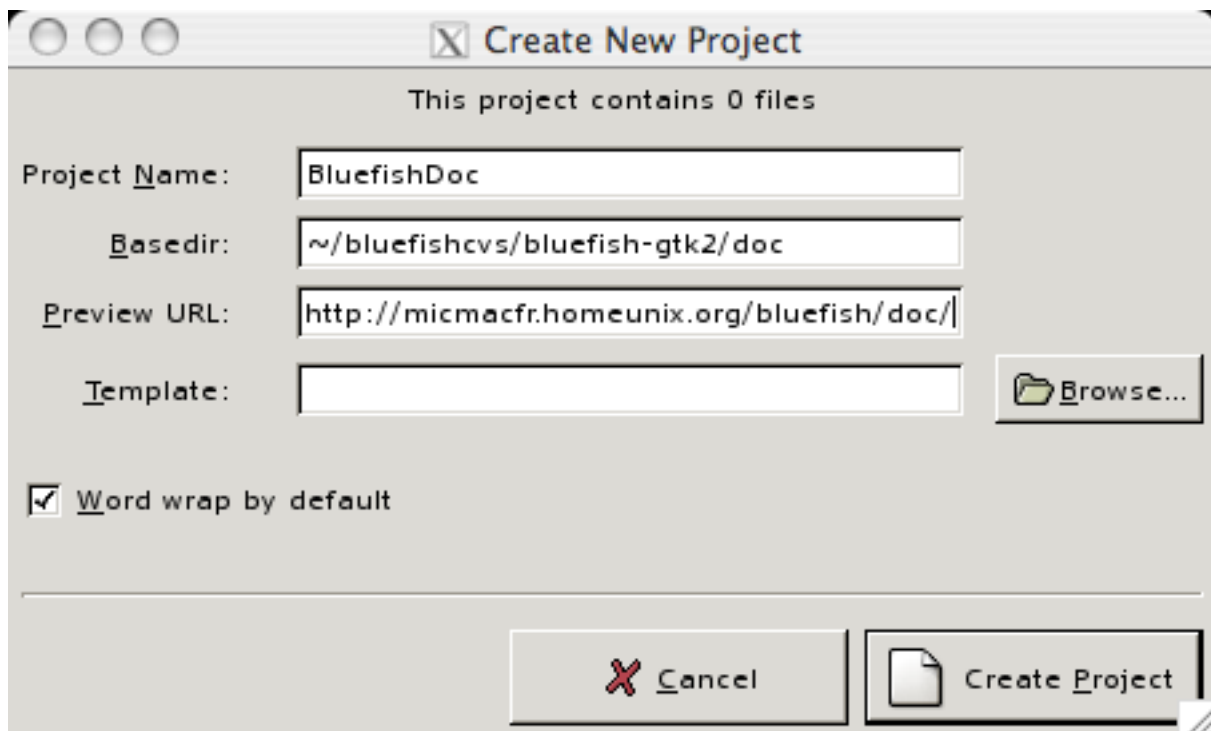 X Create New Project
This project contains 0 files
Project Name: BluefishDoc
Basedir: ~/bluefishcvs/bluefish-gtk2/doc
Preview URL: http://micmacfr.homeunix.org/bluefish/doc/
Template: Browse...
Word wrap by default
Cancel Create Project